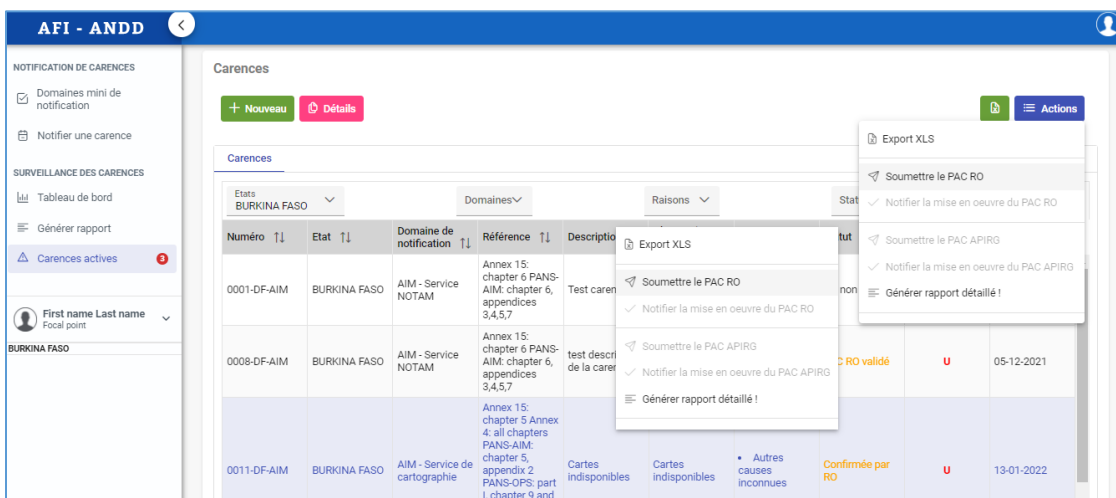 AFI - ANDD
NOTIFICATION DE CARENCES
Domaines mini de
notification
Notifier une carence
SURVEILLANCE DES CARENCES
Tableau de bord
Générer rapport
Carences actives
3
First name Last name
Focal point
BURKINA FASO
Carences
+ Nouveau
Détails
Actions
Export XLS
Soumettre le PAC RO
Notifier la mise en oeuvre du PAC RO
Soumettre le PAC APIRG
Notifier la mise en oeuvre du PAC APIRG
Générer rapport détaillé !
Carences
Etats
BURKINA FASO
Domaines
Raisons
Stat
Numéro
Etat
Domaine de
notification
Référence
Descriptio
tut
Export XLS
Soumettre le PAC RO
Notifier la mise en oeuvre du PAC RO
Soumettre le PAC APIRG
Notifier la mise en oeuvre du PAC APIRG
Générer rapport détaillé !
0001-DF-AIM
BURKINA FASO
AIM - Service
NOTAM
Annex 15:
chapter 6 PANS-
AIM: chapter 6,
appendices
3,4,5,7
Test caren
non
0008-DF-AIM
BURKINA FASO
AIM - Service
NOTAM
Annex 15:
chapter 6 PANS-
AIM: chapter 6,
appendices
3,4,5,7
test descri
de la caren
C RO validé
U
05-12-2021
0011-DF-AIM
BURKINA FASO
AIM - Service de
cartographie
Annex 15:
chapter 5 Annex
4: all chapters
PANS-AIM:
chapter 5,
appendix 2
PANS-OPS: part
I, chapter 9 and
Cartes
indisponibles
Cartes
indisponibles
• Autres
causes
inconnues
Confirmée par
RO
U
13-01-2022